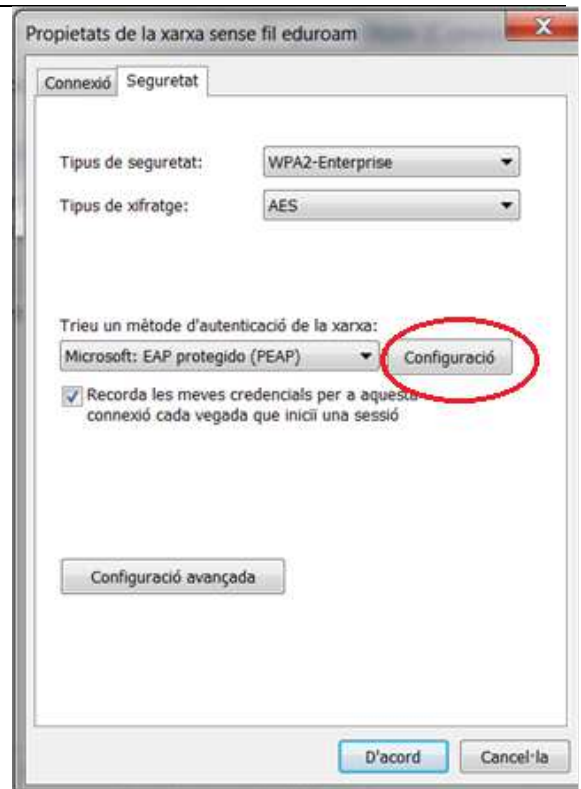 Propietats de la xarxa sense fil eduroam
Connexió Seguretat
Tipus de seguretat: WPA2-Enterprise
Tipus de xifratge: AES
Trieu un mètode d'autenticació de la xarxa:
Microsoft: EAP protegido (PEAP) Configuració
Recorda les meves credencials per a aquesta
connexió cada vegada que iniciï una sessió
Configuració avançada
D'acord Cancel·la